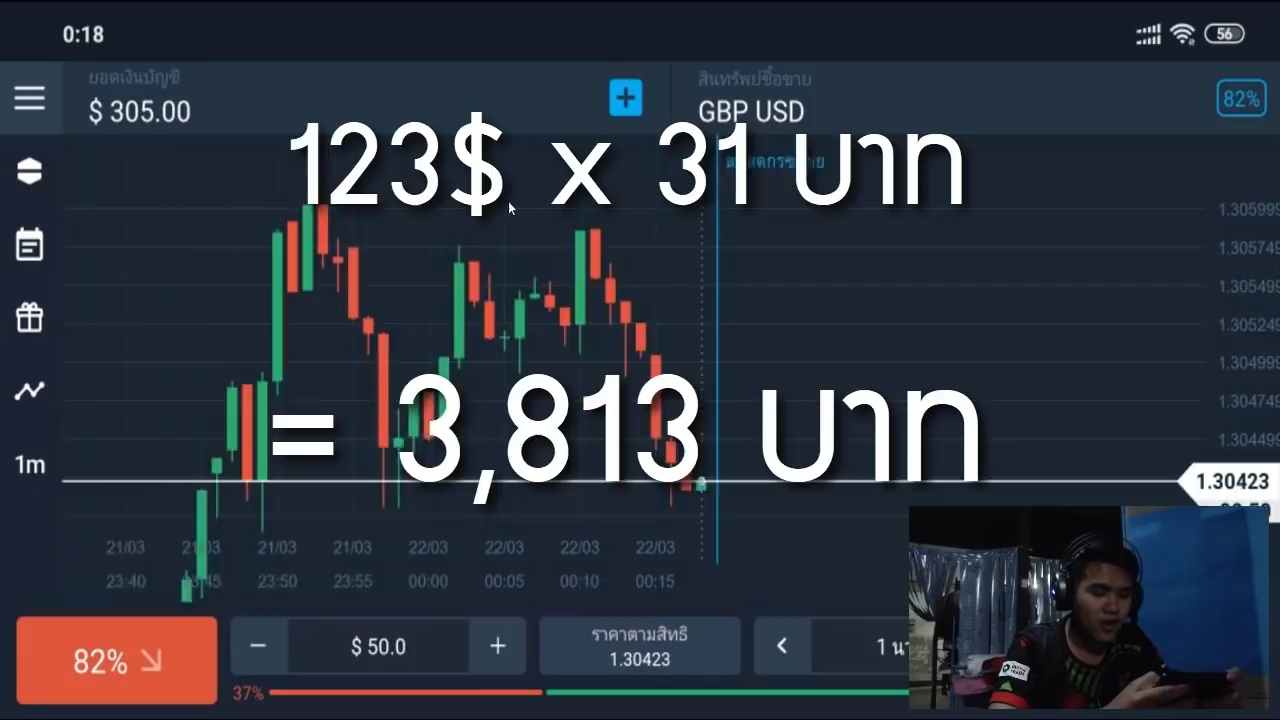 0:18
56
ยอดเงินบัญชี
$ 305.00
สินทรัพย์ซื้อขาย
GBP USD
82%
123$ x 31 บาท
= 3,813 บาท
1.305999
1.305749
1.305499
1.305249
1.304999
1.304749
1.304499
1.30423
1m
21/03 21/03 21/03 21/03 22/03 22/03 22/03 22/03
23:40 23:45 23:50 23:55 00:00 00:05 00:10 00:15
82%
− $ 50.0 +
ราคาตามสิทธิ
1.30423
37%